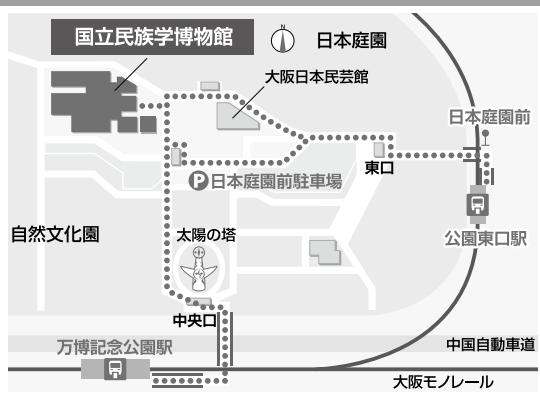 国立民族学博物館
N
日本庭園
大阪日本民芸館
日本庭園前
東口
P 日本庭園前駐車場
自然文化園
太陽の塔
公園東口駅
中央口
万博記念公園駅
中国自動車道
大阪モノレール